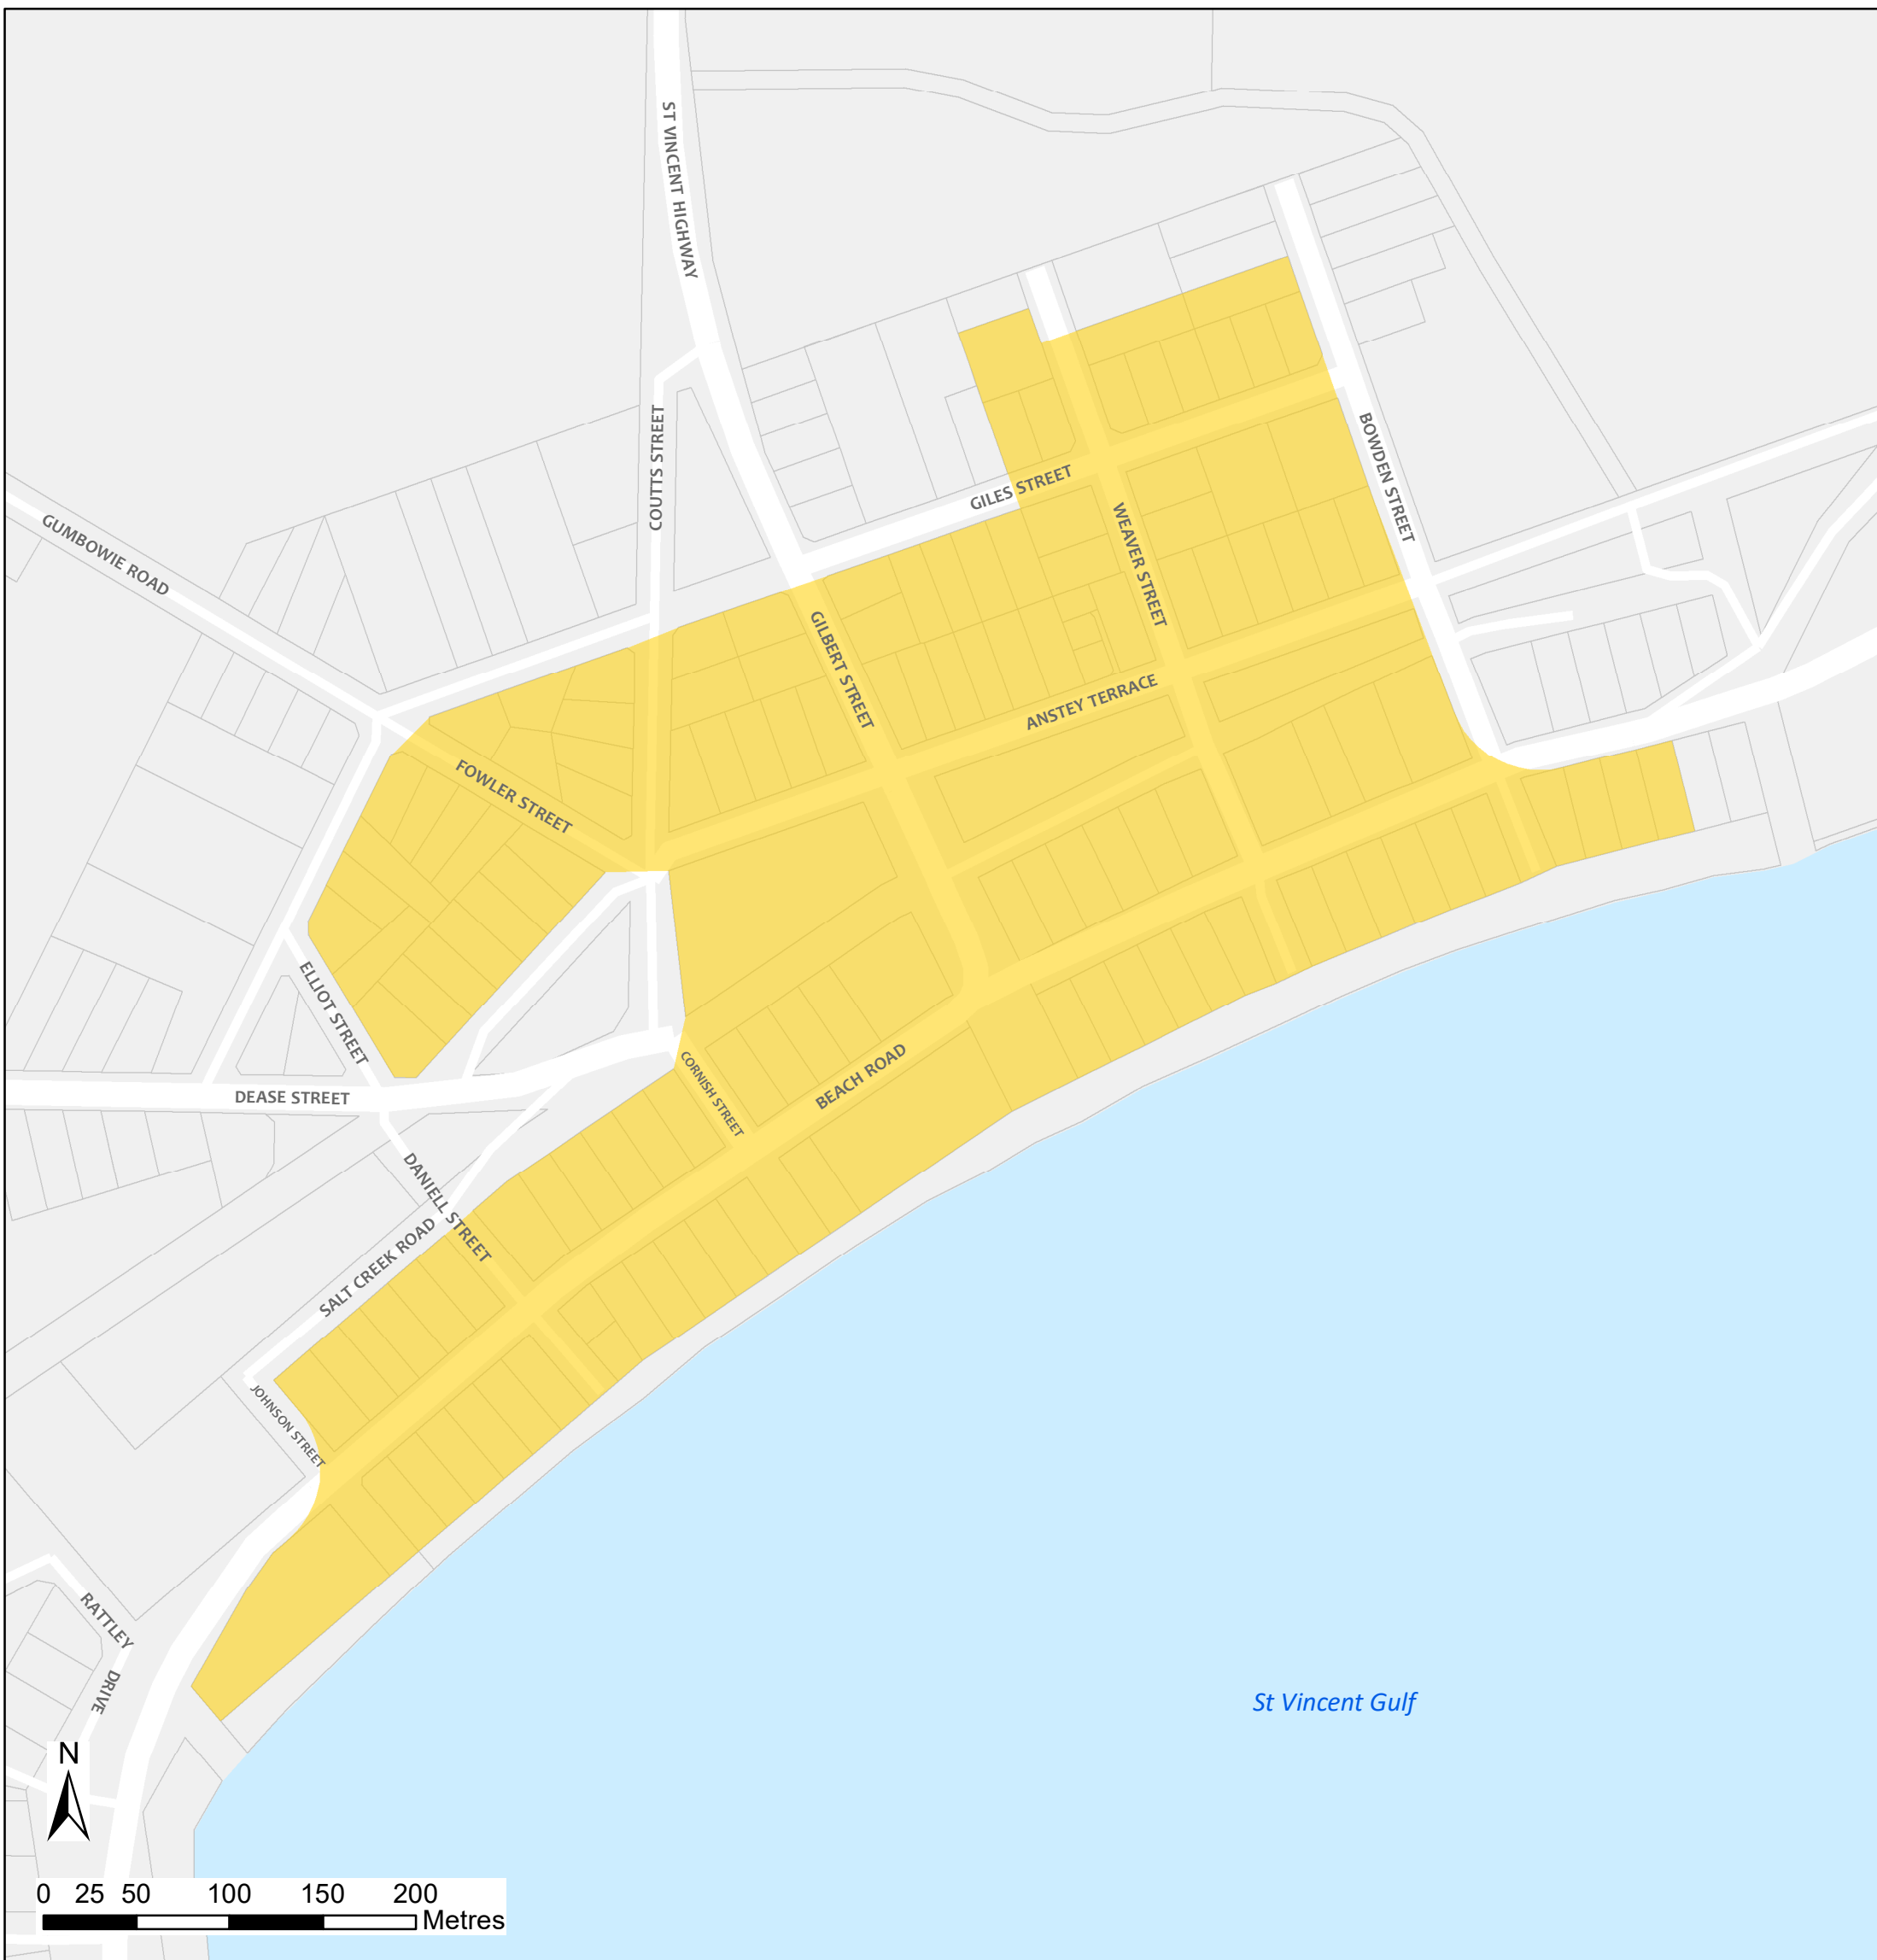 ST VINCENT HIGHWAY
COUTTS STREET
GUMBOWIE ROAD
GILES STREET
BOWDEN STREET
WEAVER STREET
GILBERT STREET
ANSTEY TERRACE
FOWLER STREET
ELLIOT STREET
DEASE STREET
CORNISH STREET
BEACH ROAD
DANIELL STREET
SALT CREEK ROAD
JOHNSON STREET
RATTLEY
DRIVE
St Vincent Gulf
N
0 25 50 100 150 200
Metres